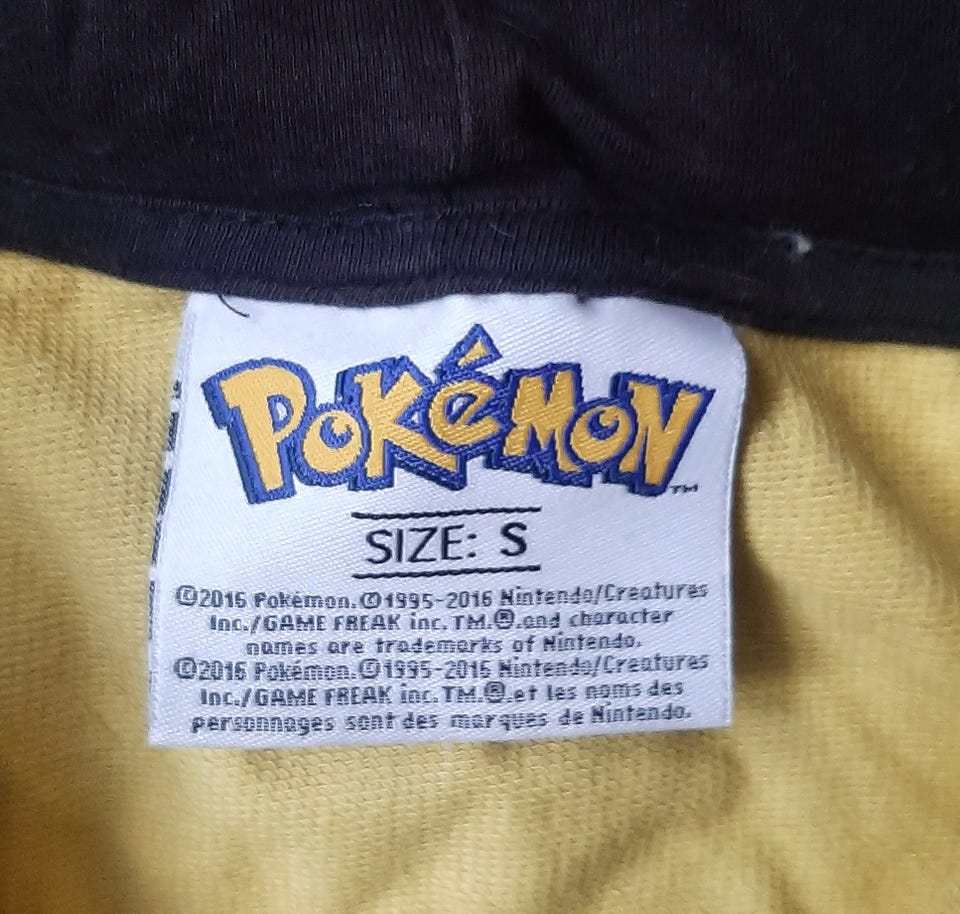 POKéMON™
SIZE: S
©2016 Pokémon. ©1995-2016 Nintendo/Creatures
Inc./GAME FREAK inc. TM.®.and character
names are trademarks of Nintendo.
©2016 Pokémon. ©1995-2016 Nintendo/Creatures
Inc./GAME FREAK inc. TM.®.et les noms des
personnages sont des marques de Nintendo.